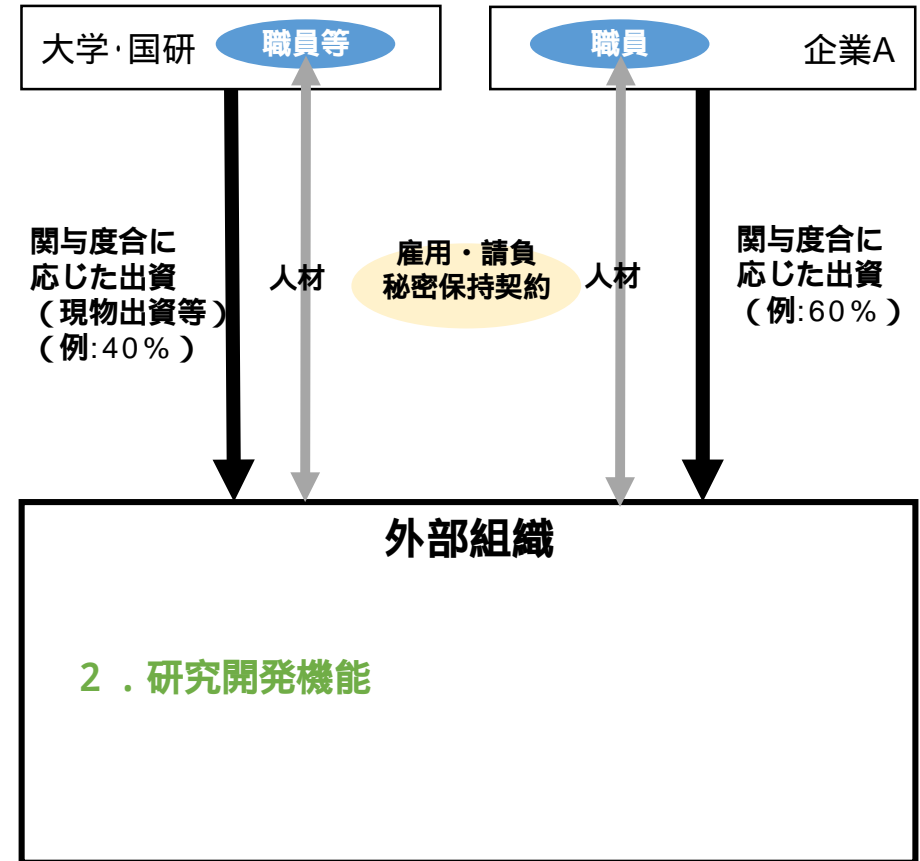 大学･国研
職員等
職員
企業A
関与度合に
応じた出資
（現物出資等）
（例:40％）
人材
雇用・請負
秘密保持契約
人材
関与度合に
応じた出資
（例:60％）
外部組織
２．研究開発機能